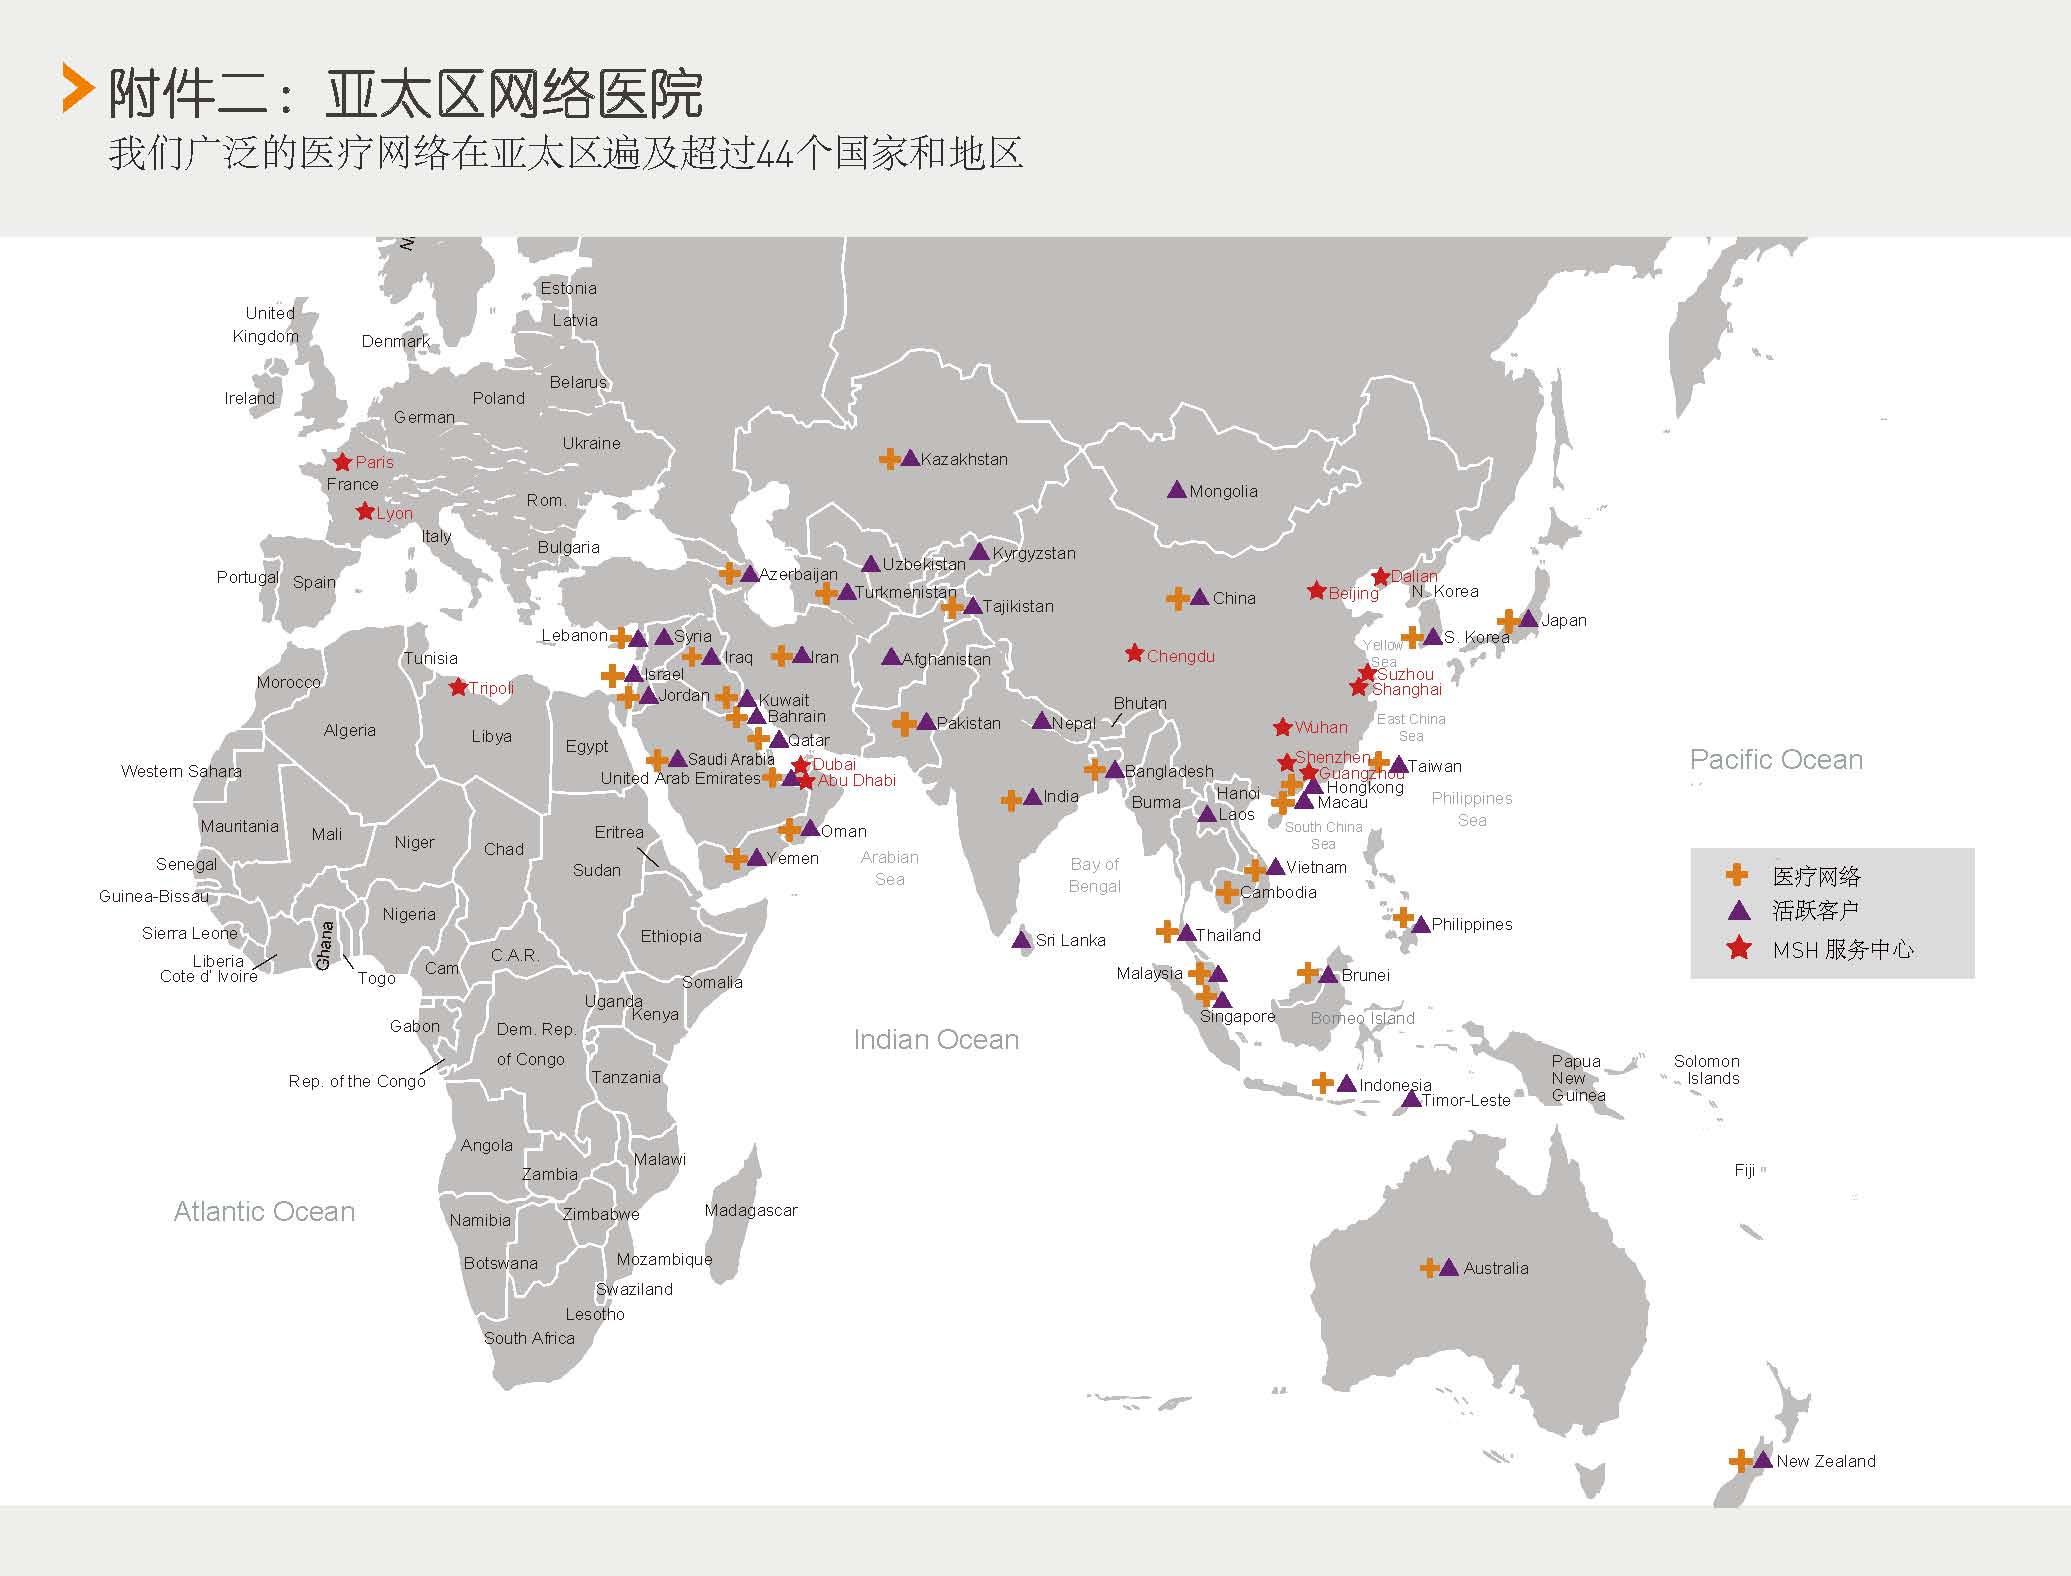 附件二：亚太区网络医院
我们广泛的医疗网络在亚太区遍及超过44个国家和地区
Estonia
United
Kingdom
Latvia
Denmark
Belarus
Ireland
Poland
German
Ukraine
Paris
Kazakhstan
France
Mongolia
Rom.
Lyon
Italy
Bulgaria
Kyrgyzstan
Uzbekistan
Portugal
Spain
Azerbaijan
Turkmenistan
Tajikistan
China
Beijing
Dalian
N. Korea
Japan
Lebanon
Syria
S. Korea
Yellow
Sea
Tunisia
Iraq
Iran
Afghanistan
Chengdu
Morocco
Tripoli
Israel
Suzhou
Shanghai
Jordan
Kuwait
Bhutan
Bahrain
Pakistan
Nepal
Wuhan
East China
Sea
Algeria
Libya
Egypt
Qatar
Saudi Arabia
Dubai
Shenzhen
Taiwan
Pacific Ocean
Western Sahara
United Arab Emirates
Abu Dhabi
Bangladesh
Guangzhou
Hongkong
India
Burma
Hanoi
Macau
Philippines
Sea
Laos
Mauritania
Mali
Niger
Chad
Eritrea
Oman
South China
Sea
Senegal
Sudan
Yemen
Arabian
Sea
Bay of
Bengal
Vietnam
医疗网络
Guinea-Bissau
Cambodia
Nigeria
活跃客户
Sierra Leone
Ghana
Ethiopia
Sri Lanka
Thailand
Philippines
MSH 服务中心
Liberia
Cote d' Ivoire
Togo
Cam
C.A.R.
Somalia
Malaysia
Brunei
Uganda
Kenya
Singapore
Borneo Island
Gabon
Dem. Rep.
of Congo
Indian Ocean
Rep. of the Congo
Tanzania
Indonesia
Timor-Leste
Papua
New
Guinea
Solomon
Islands
Angola
Zambia
Malawi
Fiji
Atlantic Ocean
Namibia
Zimbabwe
Madagascar
Botswana
Mozambique
Swaziland
Lesotho
South Africa
Australia
New Zealand